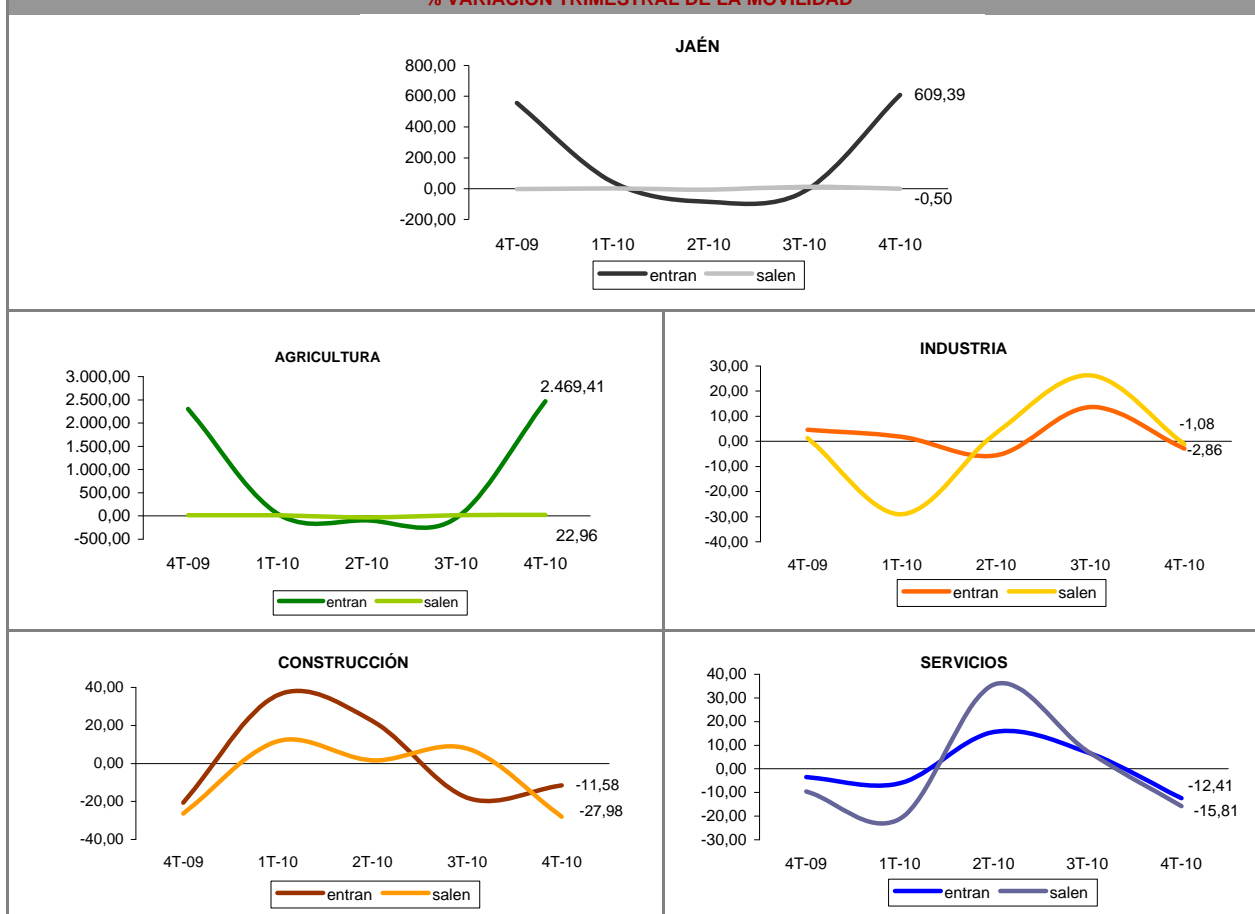 % VARIACIÓN TRIMESTRAL DE LA MOVILIDAD
JAÉN
800,00
600,00
400,00
200,00
0,00
-200,00
609,39
-0,50
4T-09 1T-10 2T-10 3T-10 4T-10
entran salen
AGRICULTURA
3.000,00
2.500,00
2.000,00
1.500,00
1.000,00
500,00
0,00
-500,00
2.469,41
22,96
4T-09 1T-10 2T-10 3T-10 4T-10
entran salen
INDUSTRIA
30,00
20,00
10,00
0,00
-10,00
-20,00
-30,00
-40,00
-1,08
-2,86
4T-09 1T-10 2T-10 3T-10 4T-10
entran salen
CONSTRUCCIÓN
40,00
20,00
0,00
-20,00
-40,00
-11,58
-27,98
4T-09 1T-10 2T-10 3T-10 4T-10
entran salen
SERVICIOS
40,00
30,00
20,00
10,00
0,00
-10,00
-20,00
-30,00
-12,41
-15,81
4T-09 1T-10 2T-10 3T-10 4T-10
entran salen